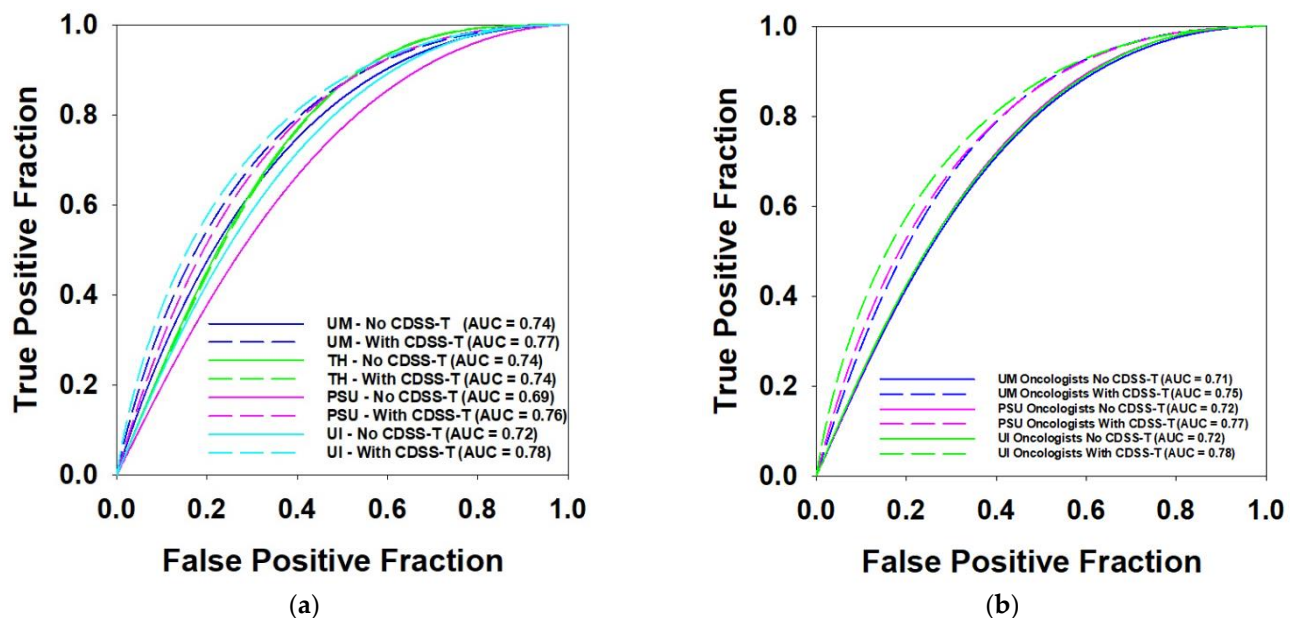 True Positive Fraction
1.0
0.8
0.6
0.4
0.2
0.0
UM - No CDSS-T (AUC = 0.74)
UM - With CDSS-T (AUC = 0.77)
TH - No CDSS-T (AUC = 0.74)
TH - With CDSS-T (AUC = 0.74)
PSU - No CDSS-T (AUC = 0.69)
PSU - With CDSS-T (AUC = 0.76)
UI - No CDSS-T (AUC = 0.72)
UI - With CDSS-T (AUC = 0.78)
0.0 0.2 0.4 0.6 0.8 1.0
False Positive Fraction
(a)
True Positive Fraction
1.0
0.8
0.6
0.4
0.2
0.0
UM Oncologists No CDSS-T (AUC = 0.71)
UM Oncologists With CDSS-T (AUC = 0.75)
PSU Oncologists No CDSS-T (AUC = 0.72)
PSU Oncologists With CDSS-T (AUC = 0.77)
UI Oncologists No CDSS-T (AUC = 0.72)
UI Oncologists With CDSS-T (AUC = 0.78)
0.0 0.2 0.4 0.6 0.8 1.0
False Positive Fraction
(b)